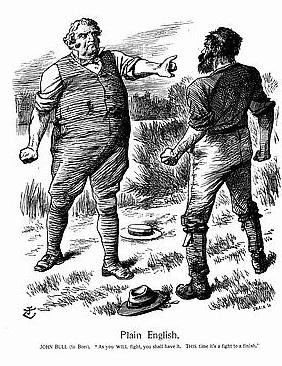 Plain English.
JOHN BULL (to Boer). "As you WILL fight, you shall have it. THIS time it's a fight to a finish."